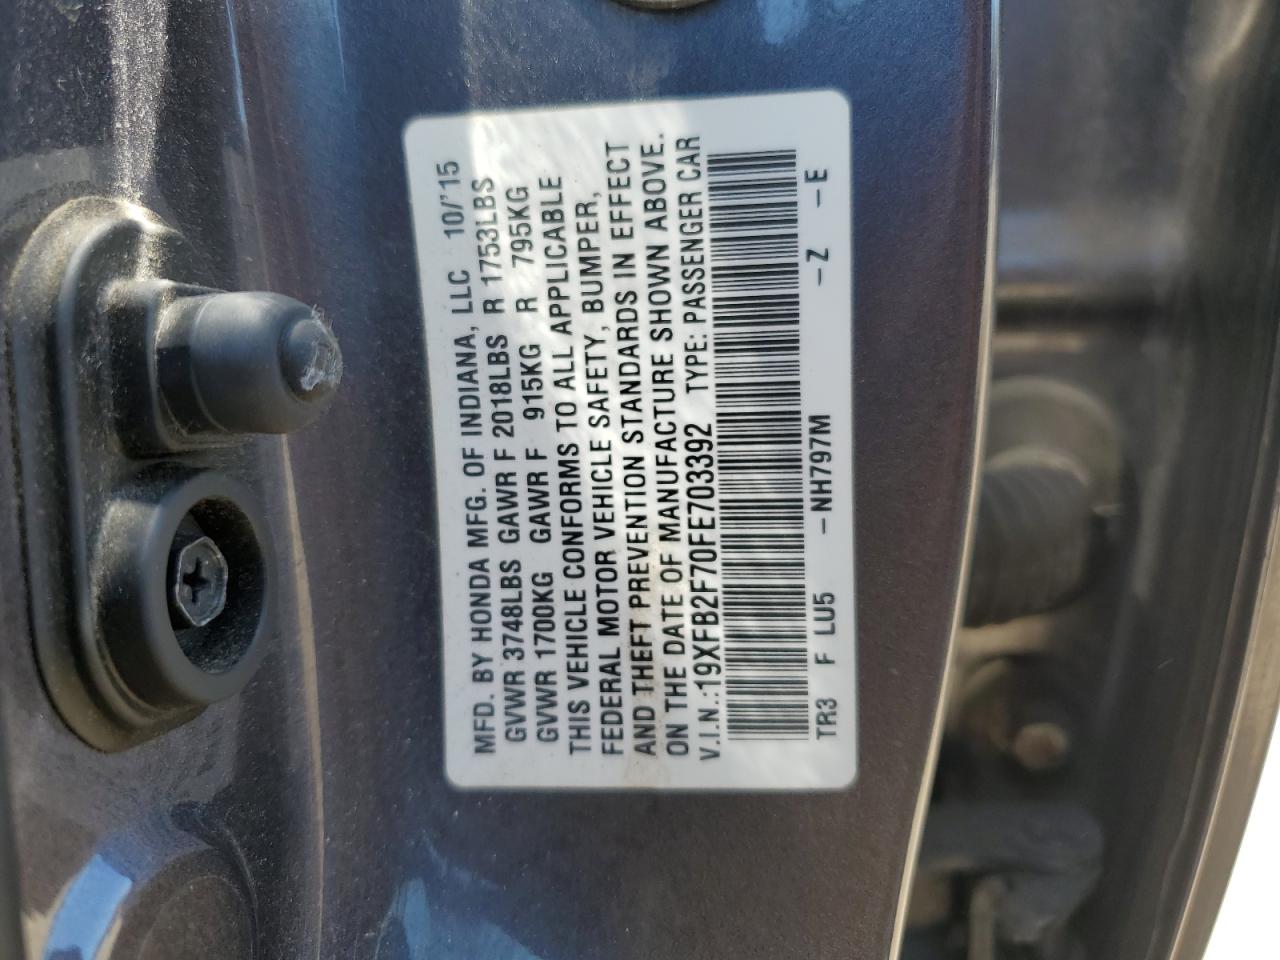 MFD. BY HONDA MFG. OF INDIANA, LLC 10/'15
GVWR 3748LBS GAWR F 2018LBS R 1753LBS
GVWR 1700KG GAWR F 915KG R 795KG
THIS VEHICLE CONFORMS TO ALL APPLICABLE
FEDERAL MOTOR VEHICLE SAFETY, BUMPER,
AND THEFT PREVENTION STANDARDS IN EFFECT
ON THE DATE OF MANUFACTURE SHOWN ABOVE.
V.I.N.:19XFB2F70FE703392 TYPE: PASSENGER CAR
TR3 F LU5 -NH797M -Z -E